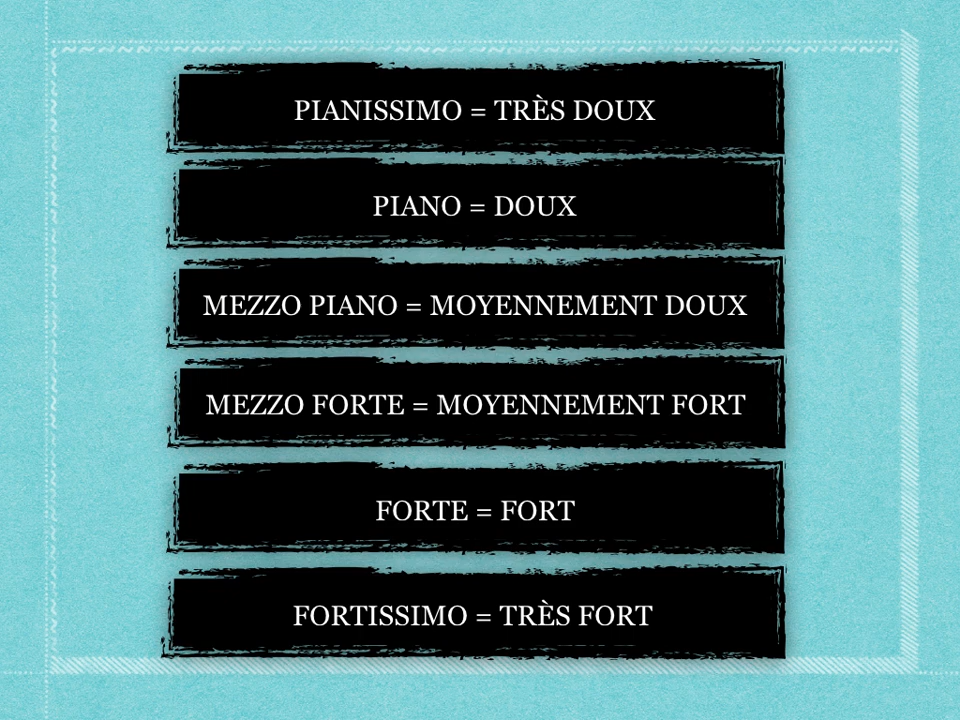 PIANISSIMO = TRÈS DOUX
PIANO = DOUX
MEZZO PIANO = MOYENNEMENT DOUX
MEZZO FORTE = MOYENNEMENT FORT
FORTE = FORT
FORTISSIMO = TRÈS FORT